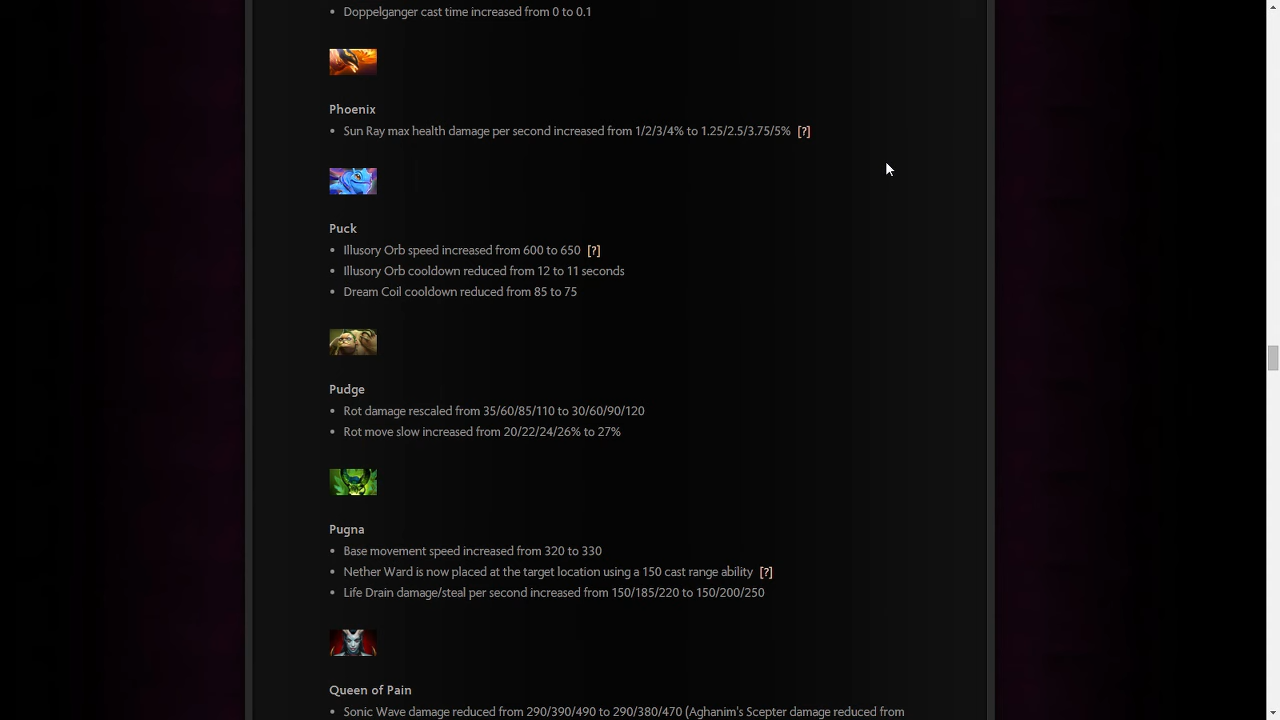 • Doppelganger cast time increased from 0 to 0.1
Phoenix
• Sun Ray max health damage per second increased from 1/2/3/4% to 1.25/2.5/3.75/5% [?]
Puck
• Illusory Orb speed increased from 600 to 650 [?]
• Illusory Orb cooldown reduced from 12 to 11 seconds
• Dream Coil cooldown reduced from 85 to 75
Pudge
• Rot damage rescaled from 35/60/85/110 to 30/60/90/120
• Rot move slow increased from 20/22/24/26% to 27%
Pugna
• Base movement speed increased from 320 to 330
• Nether Ward is now placed at the target location using a 150 cast range ability [?]
• Life Drain damage/steal per second increased from 150/185/220 to 150/200/250
Queen of Pain
• Sonic Wave damage reduced from 290/390/490 to 290/380/470 (Aghanim's Scepter damage reduced from